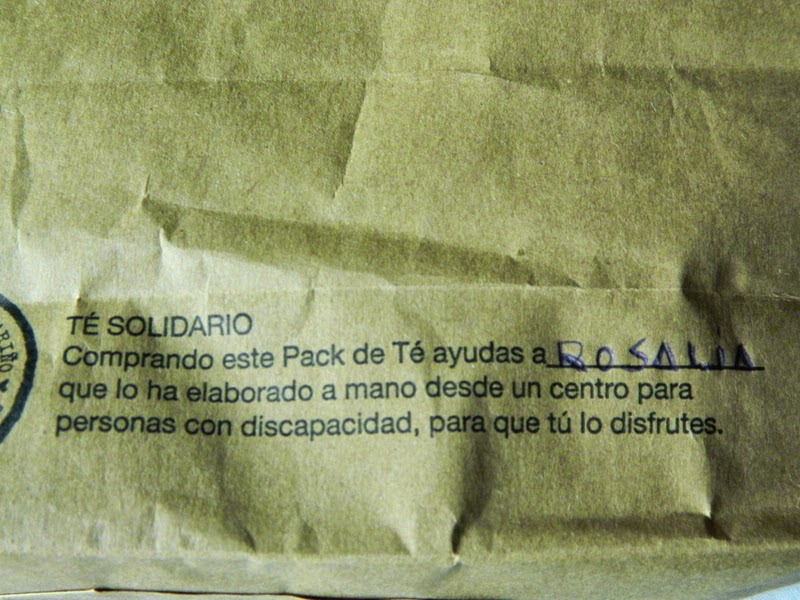 TÉ SOLIDARIO
Comprando este Pack de Té ayudas a ROSALÍA
que lo ha elaborado a mano desde un centro para
personas con discapacidad, para que tú lo disfrutes.